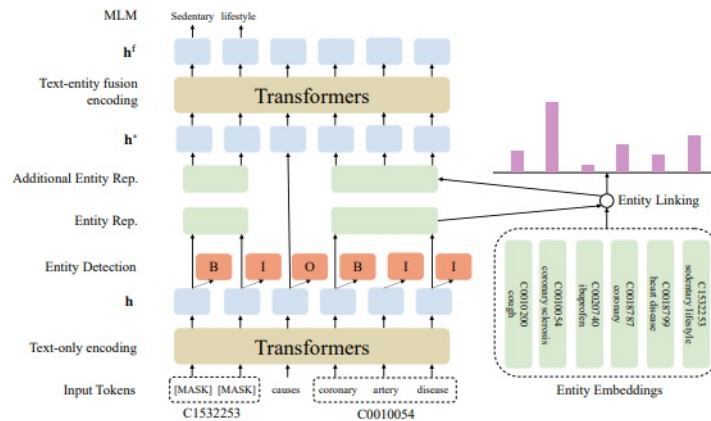 MLM
Sedentary lifestyle
hᶠ
Text-entity fusion
encoding
Transformers
h*
Additional Entity Rep.
Entity Linking
Entity Rep.
Entity Detection
B I O B I I
h
Text-only encoding
Transformers
Input Tokens
[MASK] [MASK] causes coronary artery disease
C1532253
C0010054
C0010200
cough
C0010054
coronary sclerosis
C0020740
ibuprofen
C0018787
coronary
C0018799
heart disease
C1532253
sedentary lifestyle
Entity Embeddings